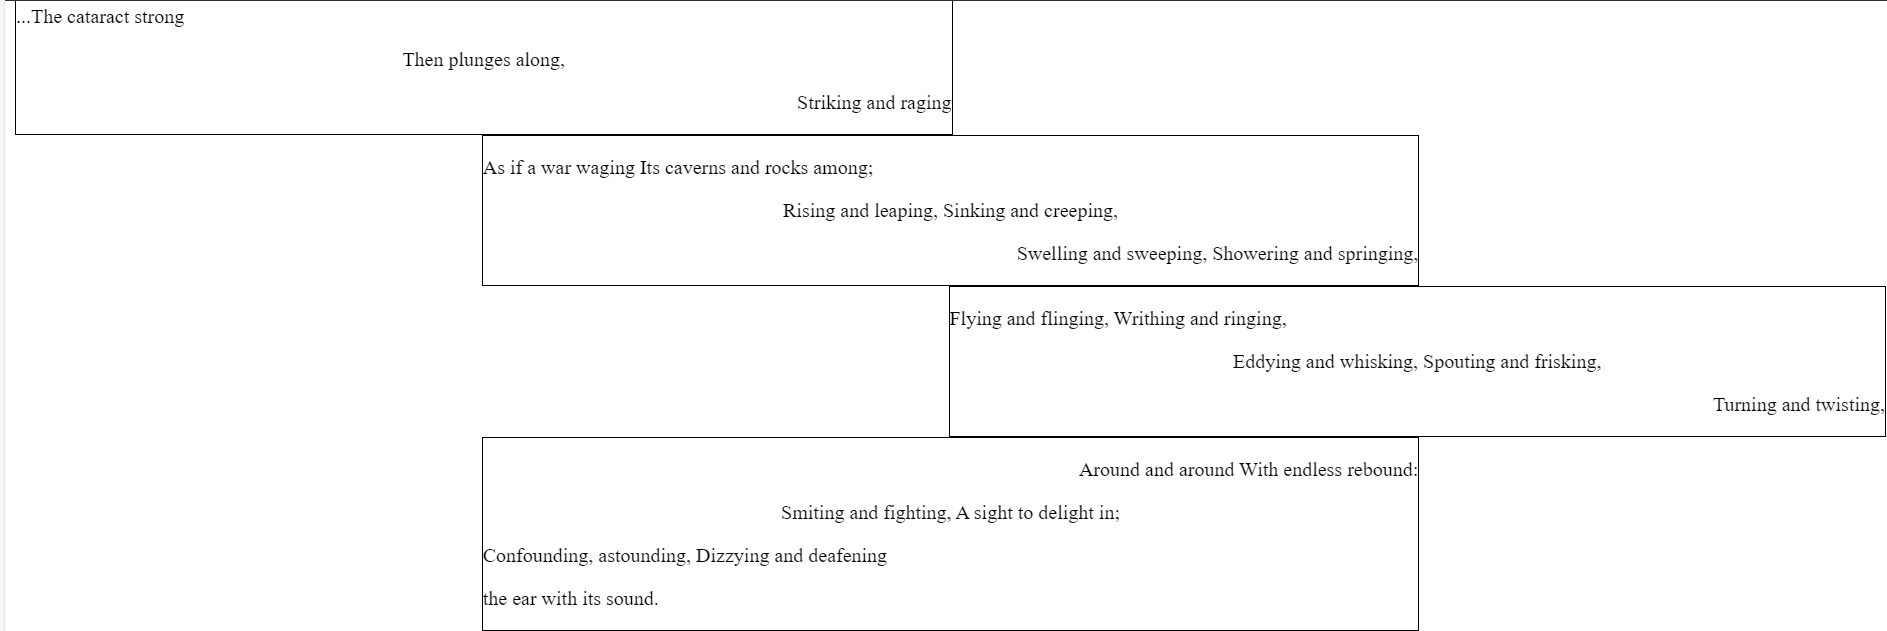 ...The cataract strong
Then plunges along,
Striking and raging
As if a war waging Its caverns and rocks among;
Rising and leaping, Sinking and creeping,
Swelling and sweeping, Showering and springing,
Flying and flinging, Writhing and ringing,
Eddying and whisking, Spouting and frisking,
Turning and twisting,
Around and around With endless rebound:
Smiting and fighting, A sight to delight in;
Confounding, astounding, Dizzying and deafening
the ear with its sound.